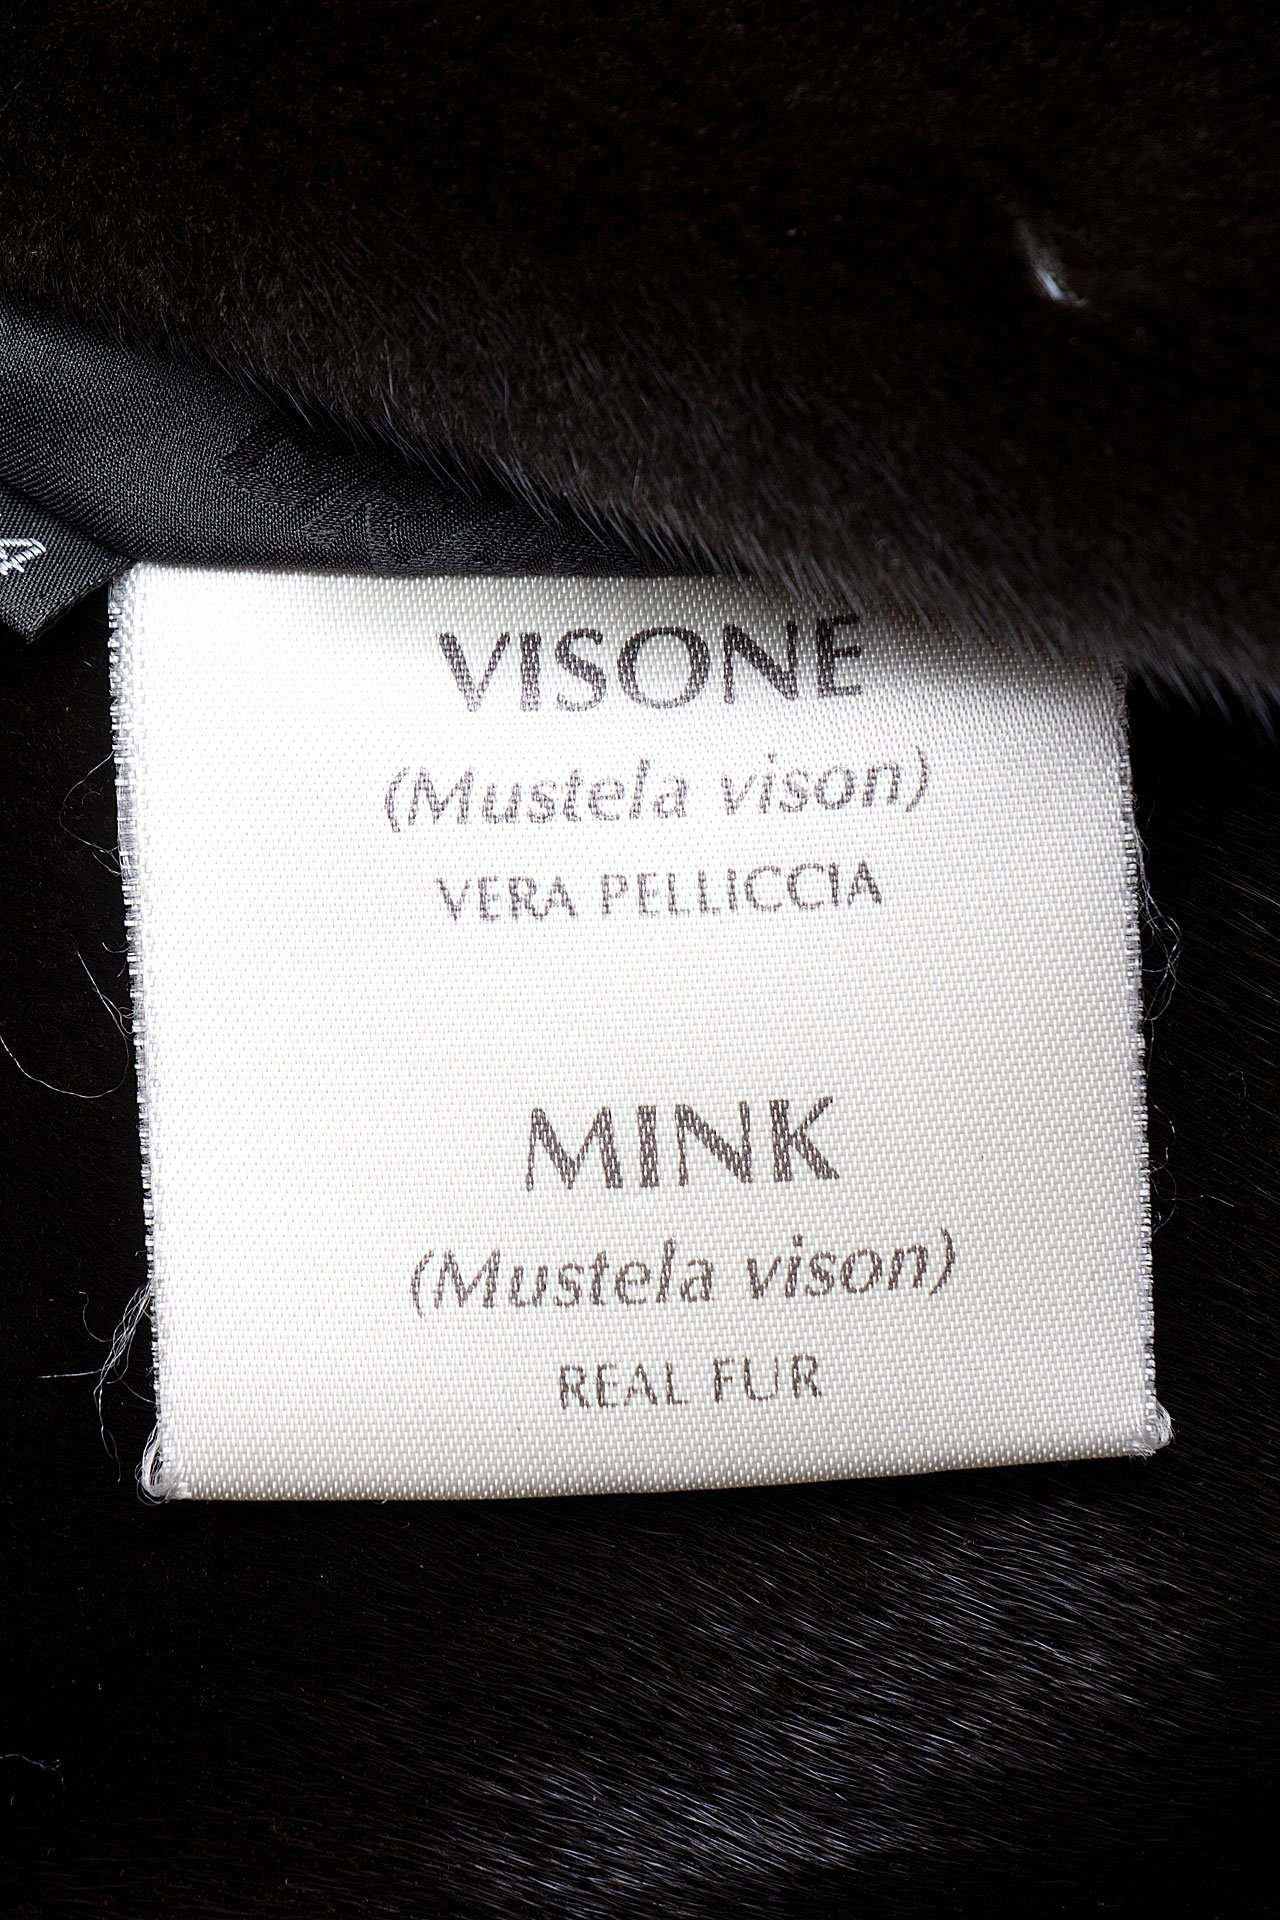 VISONE
(Mustela vison)
VERA PELLICCIA
MINK
(Mustela vison)
REAL FUR